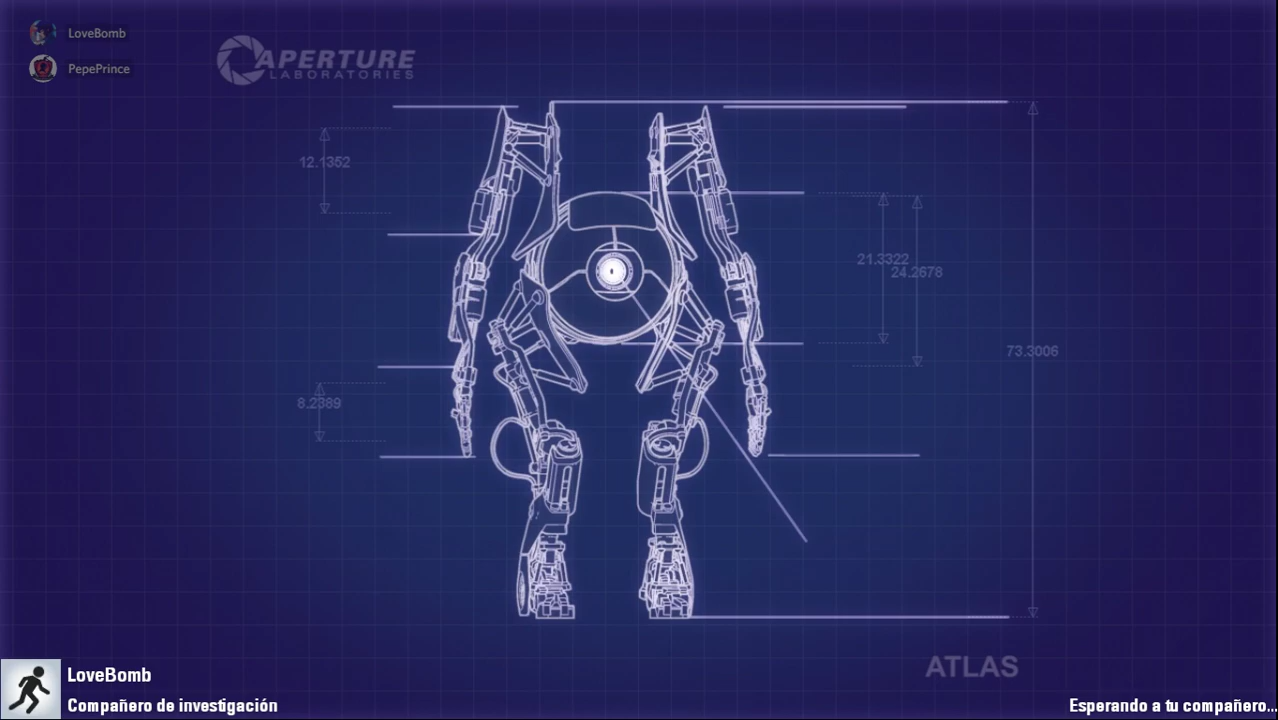 LoveBomb
PepePrince
APERTURE
LABORATORIES
12.1352
21.3322
24.2678
73.3006
8.2389
ATLAS
LoveBomb
Compañero de investigación
Esperando a tu compañero...